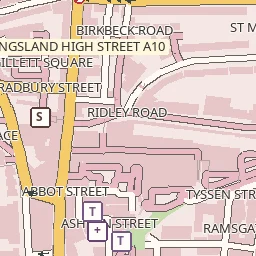 BIRKBECK ROAD
ST M
NGSLAND HIGH STREET A10
ILLETT SQUARE
RADBURY STREET
RIDLEY ROAD
S
ACE
ABBOT STREET
TYSSEN STR
T
ASH N STREET
RAMSGA
+
T